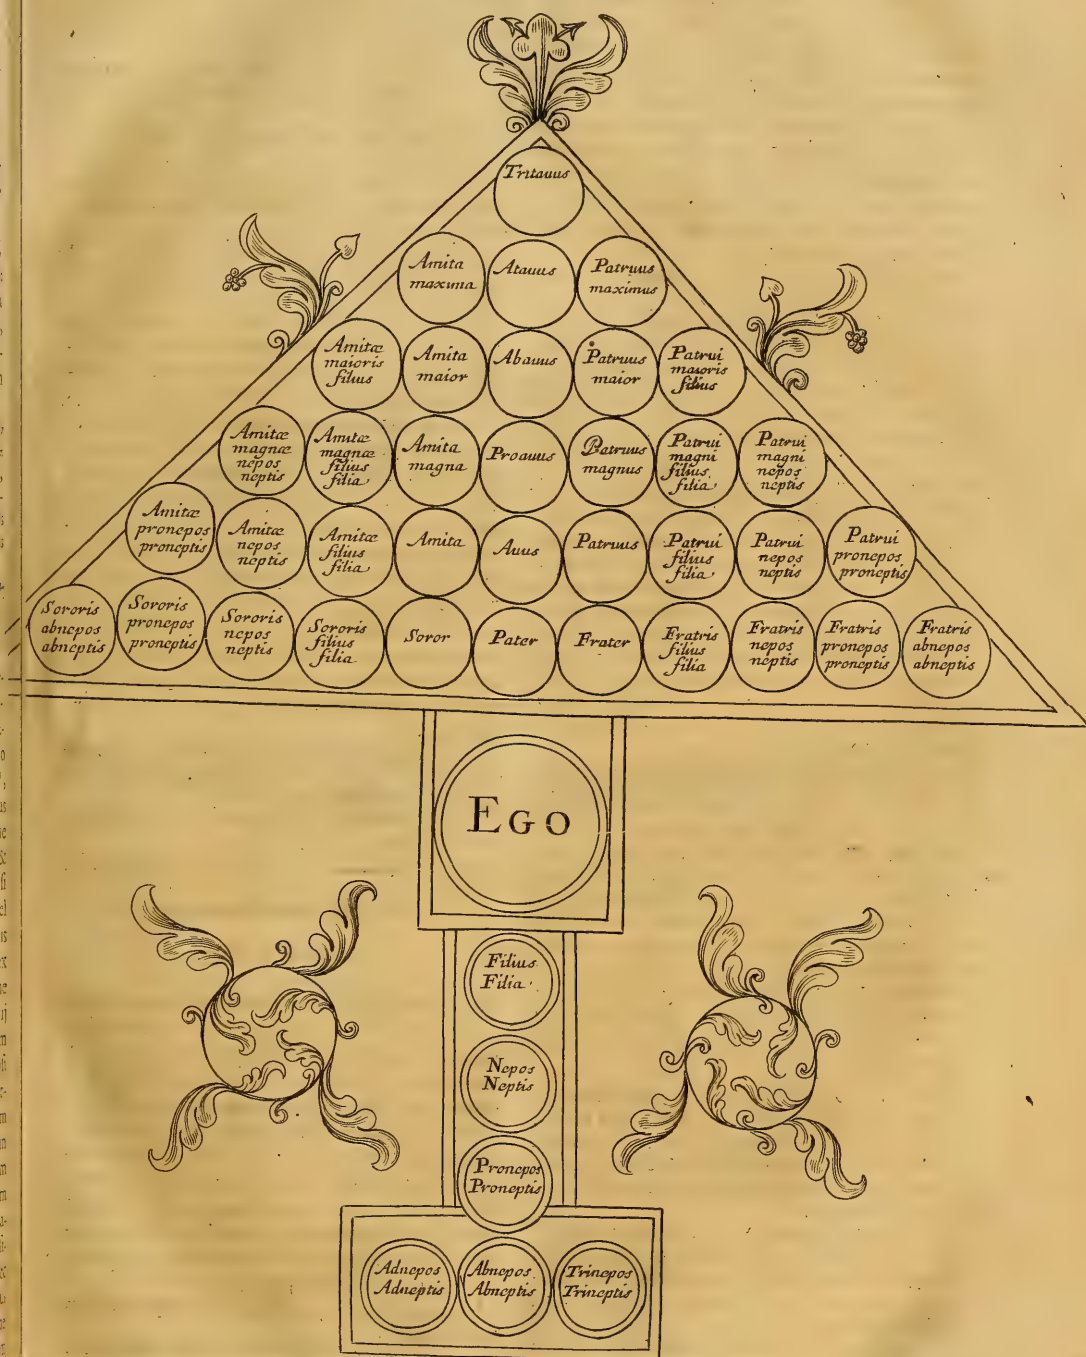 Tritauus
Amita
maxima
Atauus
Patruus
maximus
Amitæ
maioris
filius
Amita
maior
Abauus
Patruus
maior
Patrui
maioris
filius
Amitæ
magnæ
nepos
neptis
Amitæ
magnæ
filius
filia
Amita
magna
Proauus
Patruus
magnus
Patrui
magni
filius
filia
Patrui
magni
nepos
neptis
Amitæ
pronepos
proneptis
Amitæ
nepos
neptis
Amitæ
filius
filia
Amita
Auus
Patruus
Patrui
filius
filia
Patrui
nepos
neptis
Patrui
pronepos
proneptis
Sororis
abnepos
abneptis
Sororis
pronepos
proneptis
Sororis
nepos
neptis
Sororis
filius
filia
Soror
Pater
Frater
Fratris
filius
filia
Fratris
nepos
neptis
Fratris
pronepos
proneptis
Fratris
abnepos
abneptis
EGO
Filius
Filia
Nepos
Neptis
Pronepos
Proneptis
Adnepos
Adneptis
Abnepos
Abneptis
Trinepos
Trineptis